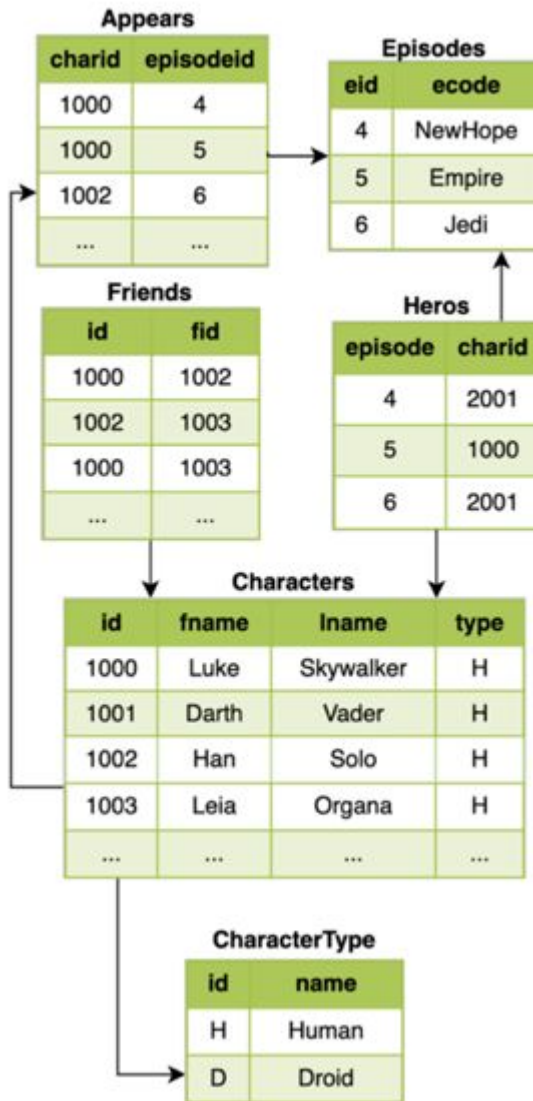 Appears
charid episodeid
1000 4
1000 5
1002 6
... ...
Episodes
eid ecode
4 NewHope
5 Empire
6 Jedi
Friends
id fid
1000 1002
1002 1003
1000 1003
... ...
Heros
episode charid
4 2001
5 1000
6 2001
Characters
id fname lname type
1000 Luke Skywalker H
1001 Darth Vader H
1002 Han Solo H
1003 Leia Organa H
... ... ... ...
CharacterType
id name
H Human
D Droid